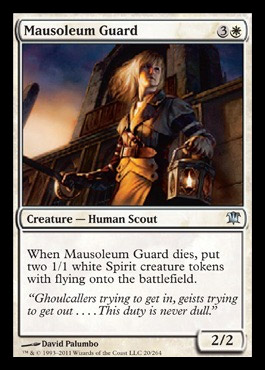 Mausoleum Guard 3
Creature — Human Scout
When Mausoleum Guard dies, put
two 1/1 white Spirit creature tokens
with flying onto the battlefield.
“Ghoulcallers trying to get in, geists trying
to get out . . . . This duty is never dull.”
David Palumbo
2/2
™ & © 1993–2011 Wizards of the Coast LLC 20/264